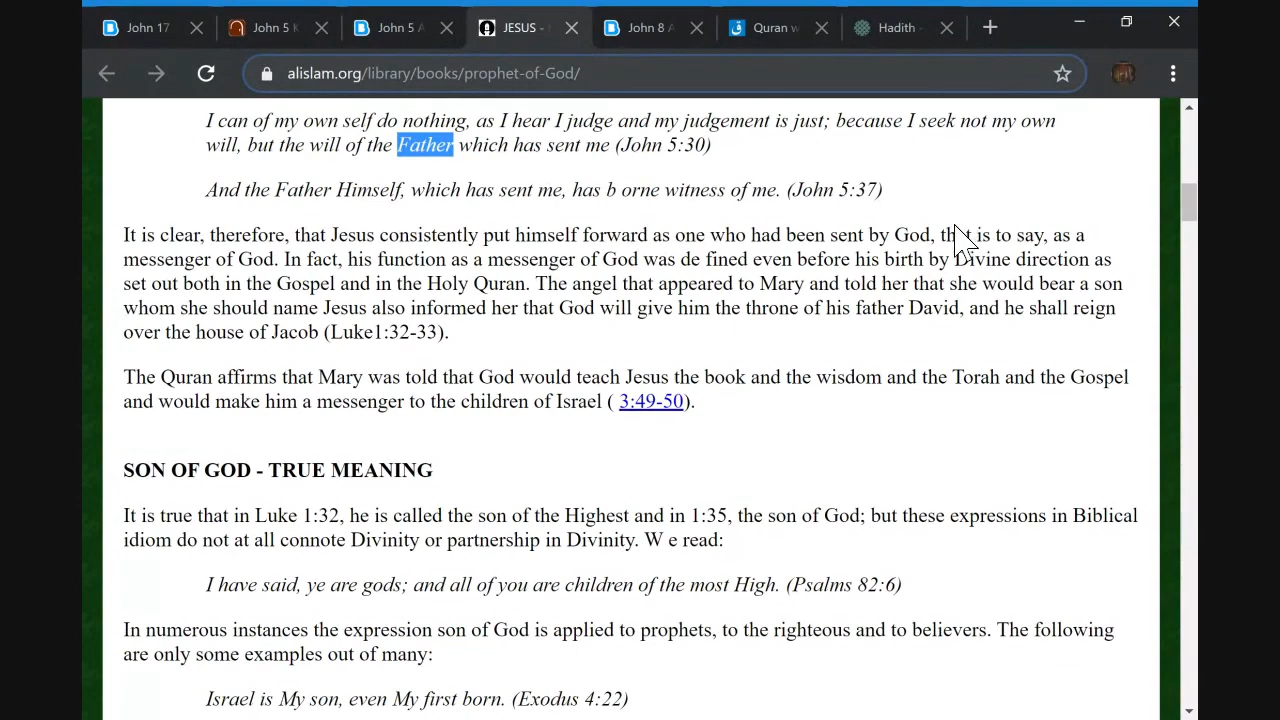 John 17
John 5 K
John 5 A
JESUS -
John 8 A
Quran w
Hadith -
alislam.org/library/books/prophet-of-God/
I can of my own self do nothing, as I hear I judge and my judgement is just; because I seek not my own
will, but the will of the Father which has sent me (John 5:30)
And the Father Himself, which has sent me, has b orne witness of me. (John 5:37)
It is clear, therefore, that Jesus consistently put himself forward as one who had been sent by God, that is to say, as a
messenger of God. In fact, his function as a messenger of God was de fined even before his birth by Divine direction as
set out both in the Gospel and in the Holy Quran. The angel that appeared to Mary and told her that she would bear a son
whom she should name Jesus also informed her that God will give him the throne of his father David, and he shall reign
over the house of Jacob (Luke1:32-33).
The Quran affirms that Mary was told that God would teach Jesus the book and the wisdom and the Torah and the Gospel
and would make him a messenger to the children of Israel ( 3:49-50).
SON OF GOD - TRUE MEANING
It is true that in Luke 1:32, he is called the son of the Highest and in 1:35, the son of God; but these expressions in Biblical
idiom do not at all connote Divinity or partnership in Divinity. W e read:
I have said, ye are gods; and all of you are children of the most High. (Psalms 82:6)
In numerous instances the expression son of God is applied to prophets, to the righteous and to believers. The following
are only some examples out of many:
Israel is My son, even My first born. (Exodus 4:22)